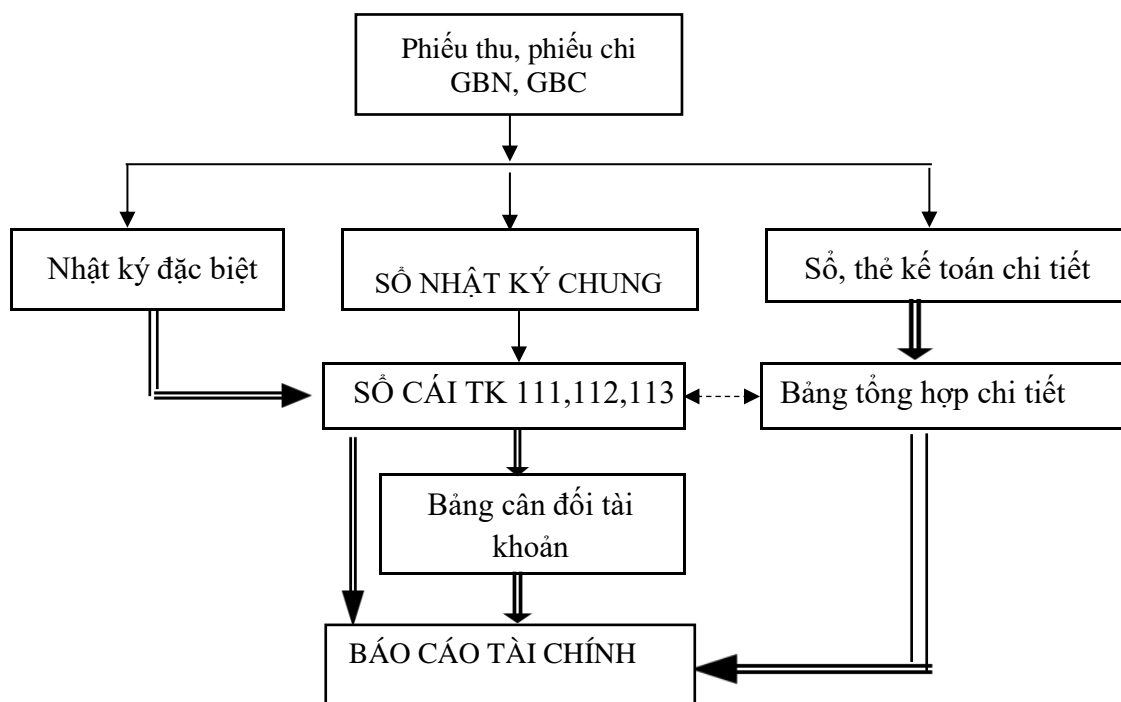 Phiếu thu, phiếu chi
GBN, GBC
Nhật ký đặc biệt
SỔ NHẬT KÝ CHUNG
Sổ, thẻ kế toán chi tiết
SỔ CÁI TK 111,112,113
Bảng tổng hợp chi tiết
Bảng cân đối tài
khoản
BÁO CÁO TÀI CHÍNH